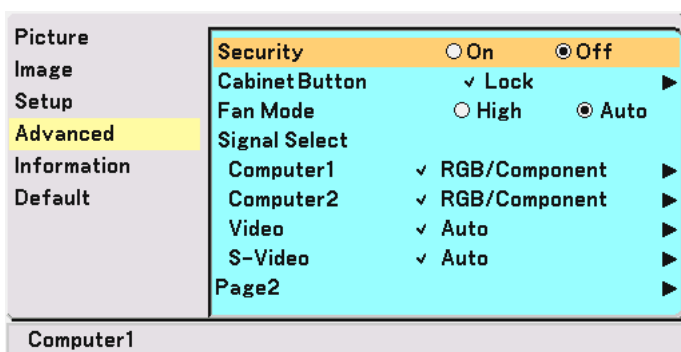 Picture
Image
Setup
Advanced
Information
Default
Security On Off
Cabinet Button Lock
Fan Mode High Auto
Signal Select
Computer1 RGB/Component
Computer2 RGB/Component
Video Auto
S-Video Auto
Page2
Computer1